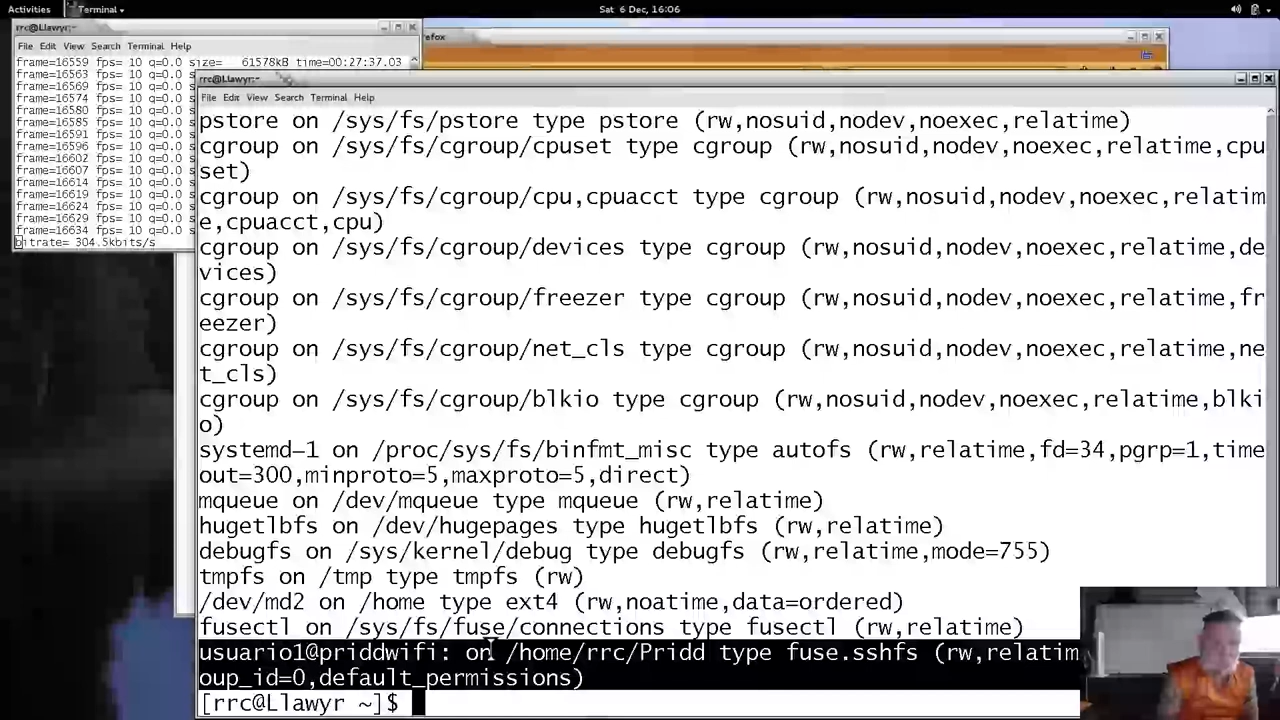 Activities
Terminal
Sat 6 Dec, 16:06
rrc@Llawyr:~
File Edit View Search Terminal Help
frame=16559 fps= 10 q=0.0 size= 61578kB time=00:27:37.03
frame=16563 fps= 10 q=0.0 s
frame=16569 fps= 10 q=0.0 s
frame=16574 fps= 10 q=0.0 s
frame=16580 fps= 10 q=0.0 s
frame=16585 fps= 10 q=0.0 s
frame=16591 fps= 10 q=0.0 s
frame=16596 fps= 10 q=0.0 s
frame=16602 fps= 10 q=0.0 s
frame=16607 fps= 10 q=0.0 s
frame=16614 fps= 10 q=0.0 s
frame=16619 fps= 10 q=0.0 s
frame=16624 fps= 10 q=0.0 s
frame=16629 fps= 10 q=0.0 s
frame=16634 fps= 10 q=0.0 s
bitrate= 304.5kbits/s
efox
rrc@Llawyr:~
File Edit View Search Terminal Help
pstore on /sys/fs/pstore type pstore (rw,nosuid,nodev,noexec,relatime)
cgroup on /sys/fs/cgroup/cpuset type cgroup (rw,nosuid,nodev,noexec,relatime,cpu
set)
cgroup on /sys/fs/cgroup/cpu,cpuacct type cgroup (rw,nosuid,nodev,noexec,relatim
e,cpuacct,cpu)
cgroup on /sys/fs/cgroup/devices type cgroup (rw,nosuid,nodev,noexec,relatime,de
vices)
cgroup on /sys/fs/cgroup/freezer type cgroup (rw,nosuid,nodev,noexec,relatime,fr
eezer)
cgroup on /sys/fs/cgroup/net_cls type cgroup (rw,nosuid,nodev,noexec,relatime,ne
t_cls)
cgroup on /sys/fs/cgroup/blkio type cgroup (rw,nosuid,nodev,noexec,relatime,blki
o)
systemd-1 on /proc/sys/fs/binfmt_misc type autofs (rw,relatime,fd=34,pgrp=1,time
out=300,minproto=5,maxproto=5,direct)
mqueue on /dev/mqueue type mqueue (rw,relatime)
hugetlbfs on /dev/hugepages type hugetlbfs (rw,relatime)
debugfs on /sys/kernel/debug type debugfs (rw,relatime,mode=755)
tmpfs on /tmp type tmpfs (rw)
/dev/md2 on /home type ext4 (rw,noatime,data=ordered)
fusectl on /sys/fs/fuse/connections type fusectl (rw,relatime)
usuario1@priddwifi: on /home/rrc/Pridd type fuse.sshfs (rw,relatim
oup_id=0,default_permissions)
[rrc@Llawyr ~]$